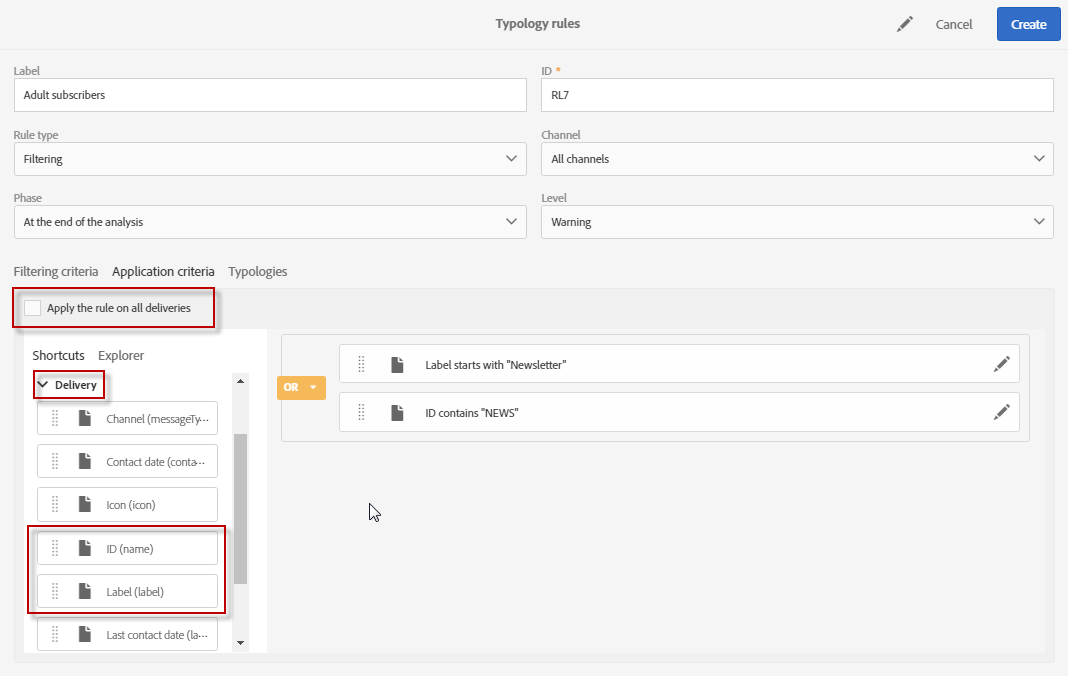 Typology rules
Cancel
Create
Label
ID *
Adult subscribers
RL7
Rule type
Channel
Filtering
All channels
Phase
Level
At the end of the analysis
Warning
Filtering criteria Application criteria Typologies
Apply the rule on all deliveries
Shortcuts Explorer
Delivery
Channel (messageTy···
Contact date (conta···
Icon (icon)
ID (name)
Label (label)
Last contact date (la···
OR
Label starts with "Newsletter"
ID contains "NEWS"